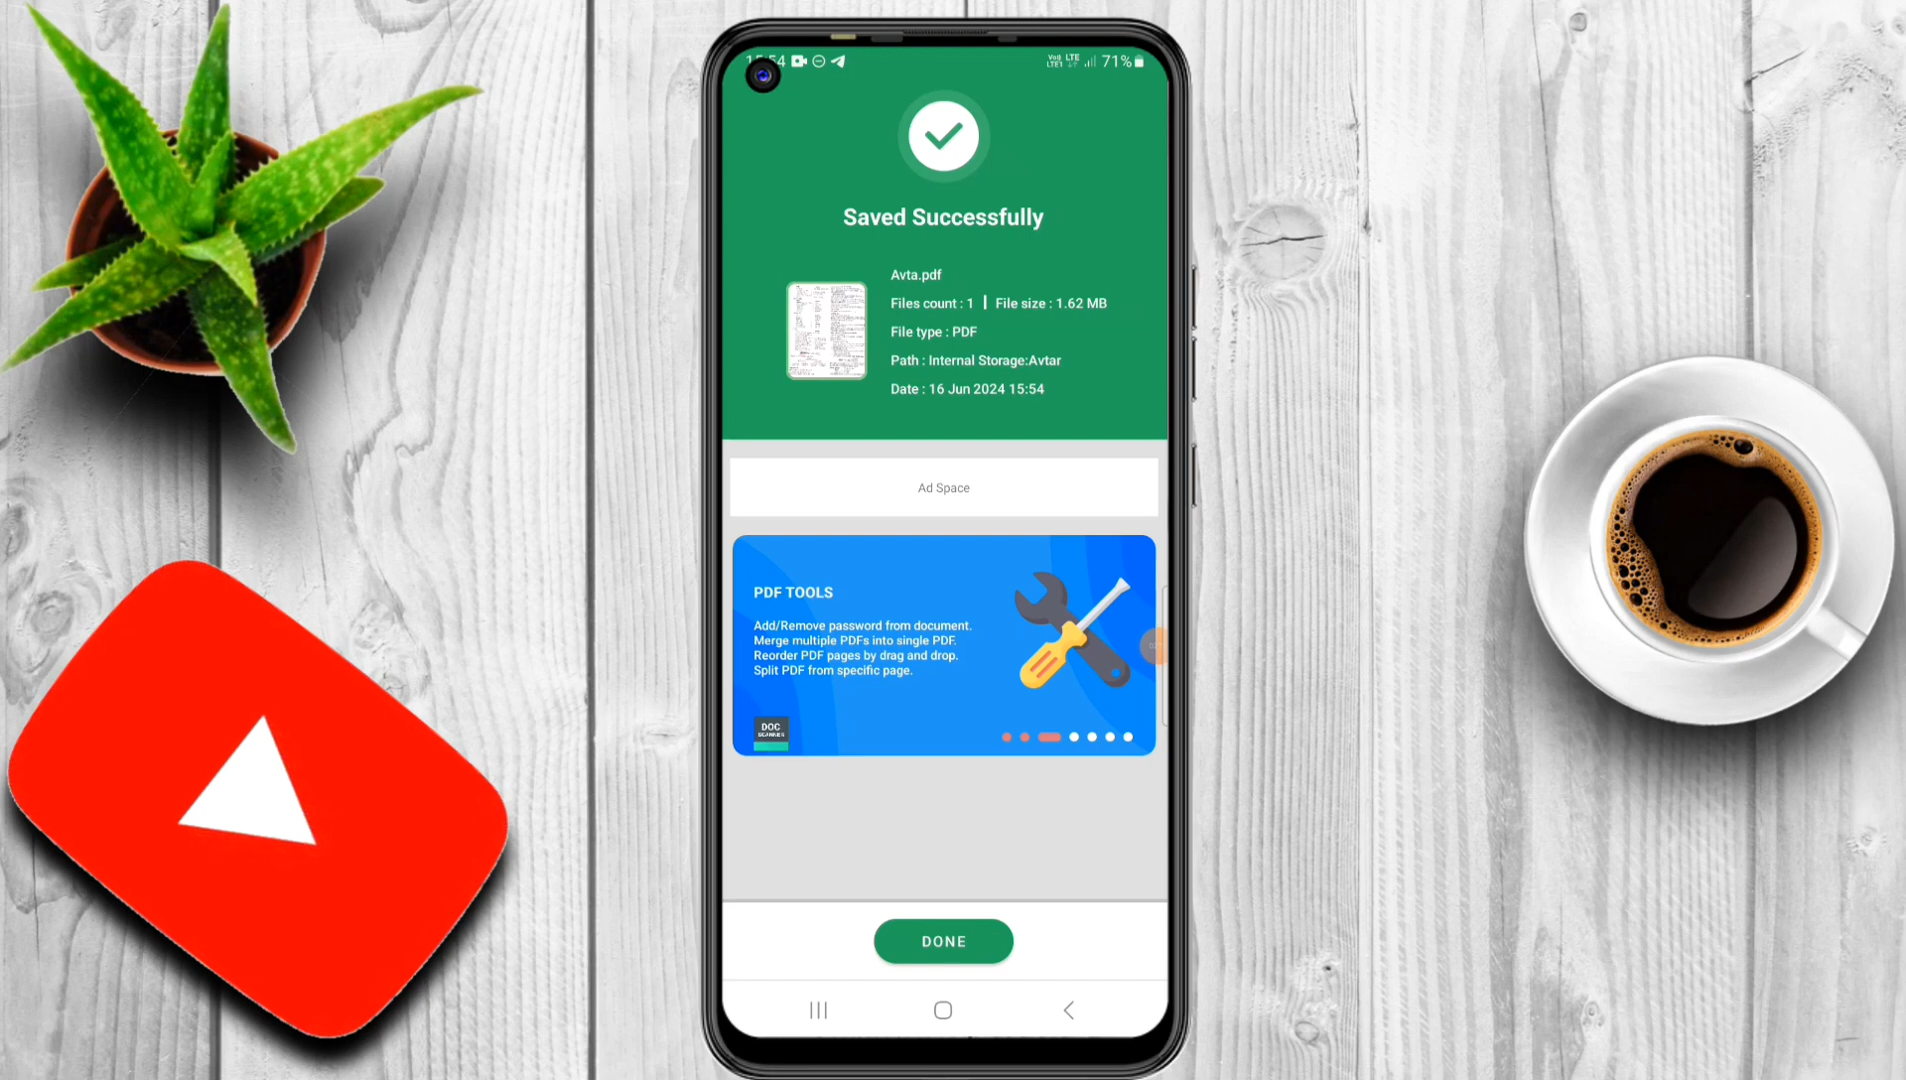 15:54
Vo)) LTE
LTE1
71%
Saved Successfully
Avta.pdf
Files count : 1 | File size : 1.62 MB
File type : PDF
Path : Internal Storage:Avtar
Date : 16 Jun 2024 15:54
Ad Space
PDF TOOLS
Add/Remove password from document.
Merge multiple PDFs into single PDF.
Reorder PDF pages by drag and drop.
Split PDF from specific page.
DOC
SCANNER
DONE